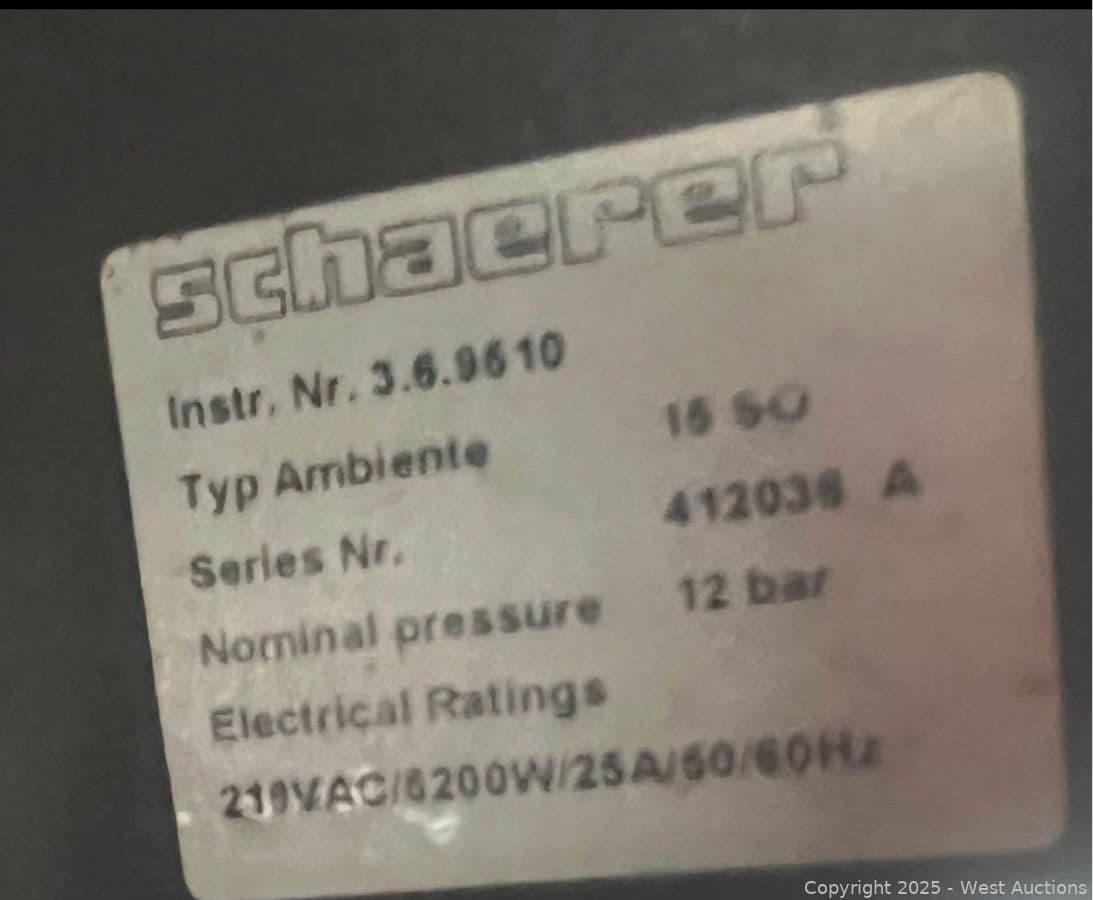 schaerer
Instr. Nr. 3.6.9610
Typ Ambiente 15 SO
Series Nr. 412036 A
Nominal pressure 12 bar
Electrical Ratings
Copyright 2025 - West Auctions